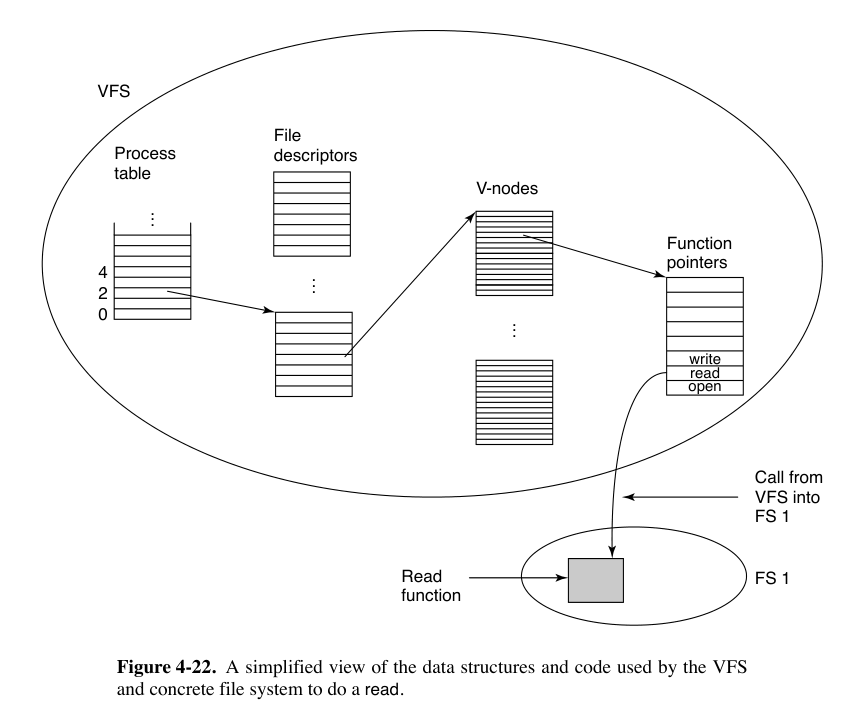 VFS
Process
table
File
descriptors
V-nodes
Function
pointers
⋮
⋮
⋮
4
2
0
write
read
open
Call from
VFS into
FS 1
Read
function
FS 1
Figure 4-22. A simplified view of the data structures and code used by the VFS
and concrete file system to do a read.